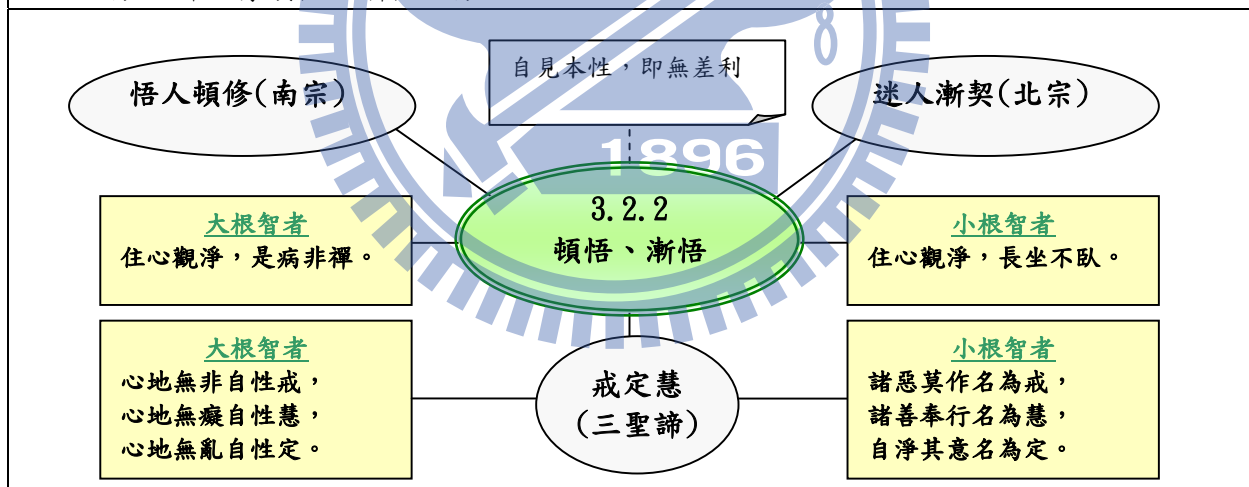 自見本性，即無差利
悟人頓修(南宗)
迷人漸契(北宗)
1896
3.2.2
頓悟、漸悟
大根智者
住心觀淨，是病非禪。
小根智者
住心觀淨，長坐不臥。
大根智者
心地無非自性戒，
心地無癡自性慧，
心地無亂自性定。
戒定慧
(三聖諦)
小根智者
諸惡莫作名為戒，
諸善奉行名為慧，
自淨其意名為定。